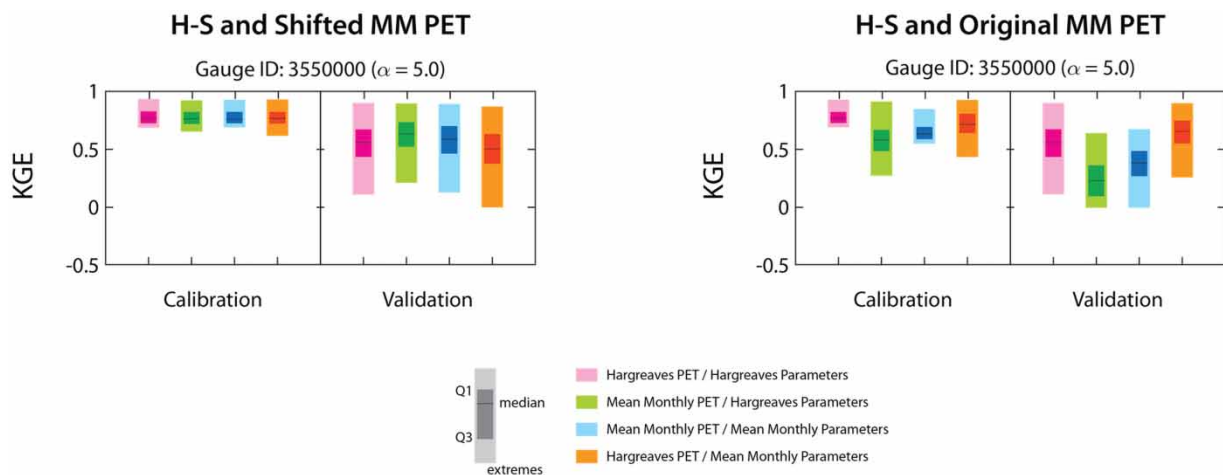 H-S and Shifted MM PET
Gauge ID: 3550000 (α = 5.0)
KGE
1
0.5
0
-0.5
Calibration
Validation
H-S and Original MM PET
Gauge ID: 3550000 (α = 5.0)
KGE
1
0.5
0
-0.5
Calibration
Validation
Q1
median
Q3
extremes
Hargreaves PET / Hargreaves Parameters
Mean Monthly PET / Hargreaves Parameters
Mean Monthly PET / Mean Monthly Parameters
Hargreaves PET / Mean Monthly Parameters